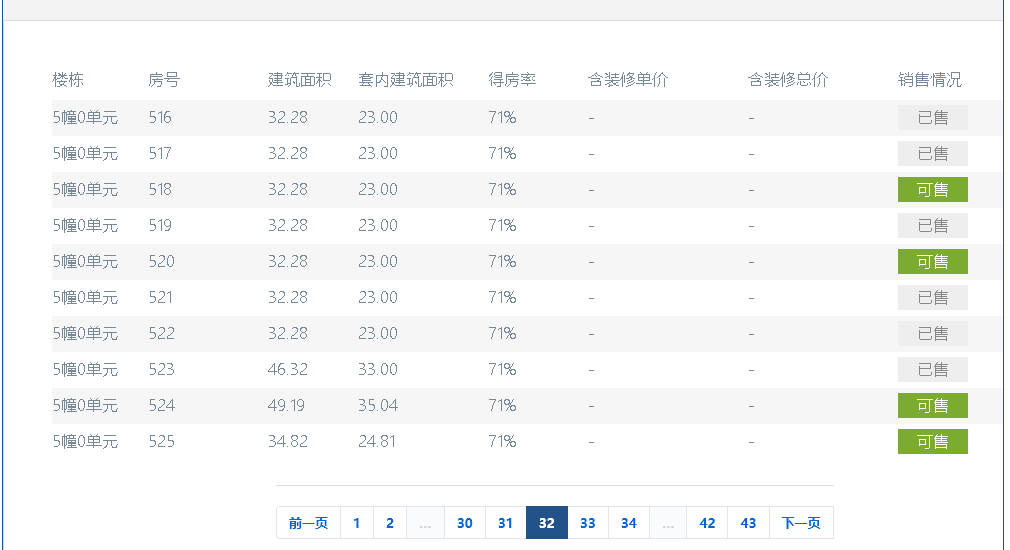 楼栋 房号 建筑面积 套内建筑面积 得房率 含装修单价 含装修总价 销售情况
5幢0单元 516 32.28 23.00 71% - - 已售
5幢0单元 517 32.28 23.00 71% - - 已售
5幢0单元 518 32.28 23.00 71% - - 可售
5幢0单元 519 32.28 23.00 71% - - 已售
5幢0单元 520 32.28 23.00 71% - - 可售
5幢0单元 521 32.28 23.00 71% - - 已售
5幢0单元 522 32.28 23.00 71% - - 已售
5幢0单元 523 46.32 33.00 71% - - 已售
5幢0单元 524 49.19 35.04 71% - - 可售
5幢0单元 525 34.82 24.81 71% - - 可售
前一页 1 2 ... 30 31 32 33 34 ... 42 43 下一页